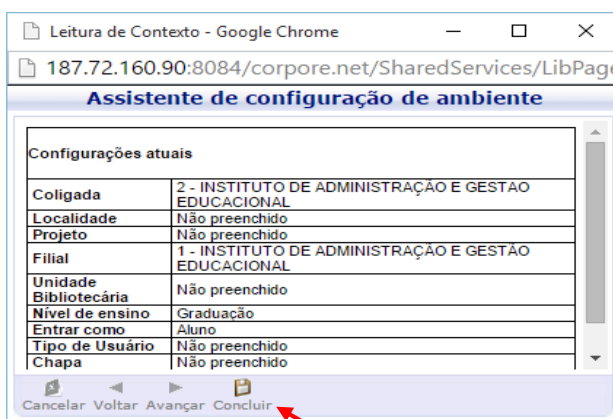 Leitura de Contexto - Google Chrome
187.72.160.90:8084/corpore.net/SharedServices/LibPage
Assistente de configuração de ambiente
Configurações atuais
Coligada 2 - INSTITUTO DE ADMINISTRAÇÃO E GESTAO
EDUCACIONAL
Localidade Não preenchido
Projeto Não preenchido
Filial 1 - INSTITUTO DE ADMINISTRAÇÃO E GESTÃO
EDUCACIONAL
Unidade
Bibliotecária Não preenchido
Nível de ensino Graduação
Entrar como Aluno
Tipo de Usuário Não preenchido
Chapa Não preenchido
Cancelar Voltar Avançar Concluir